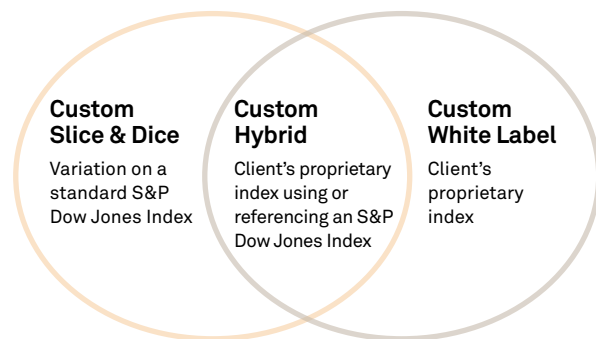 Custom
Slice & Dice
Variation on a
standard S&P
Dow Jones Index
Custom
Hybrid
Client's proprietary
index using or
referencing an S&P
Dow Jones Index
Custom
White Label
Client's
proprietary
index